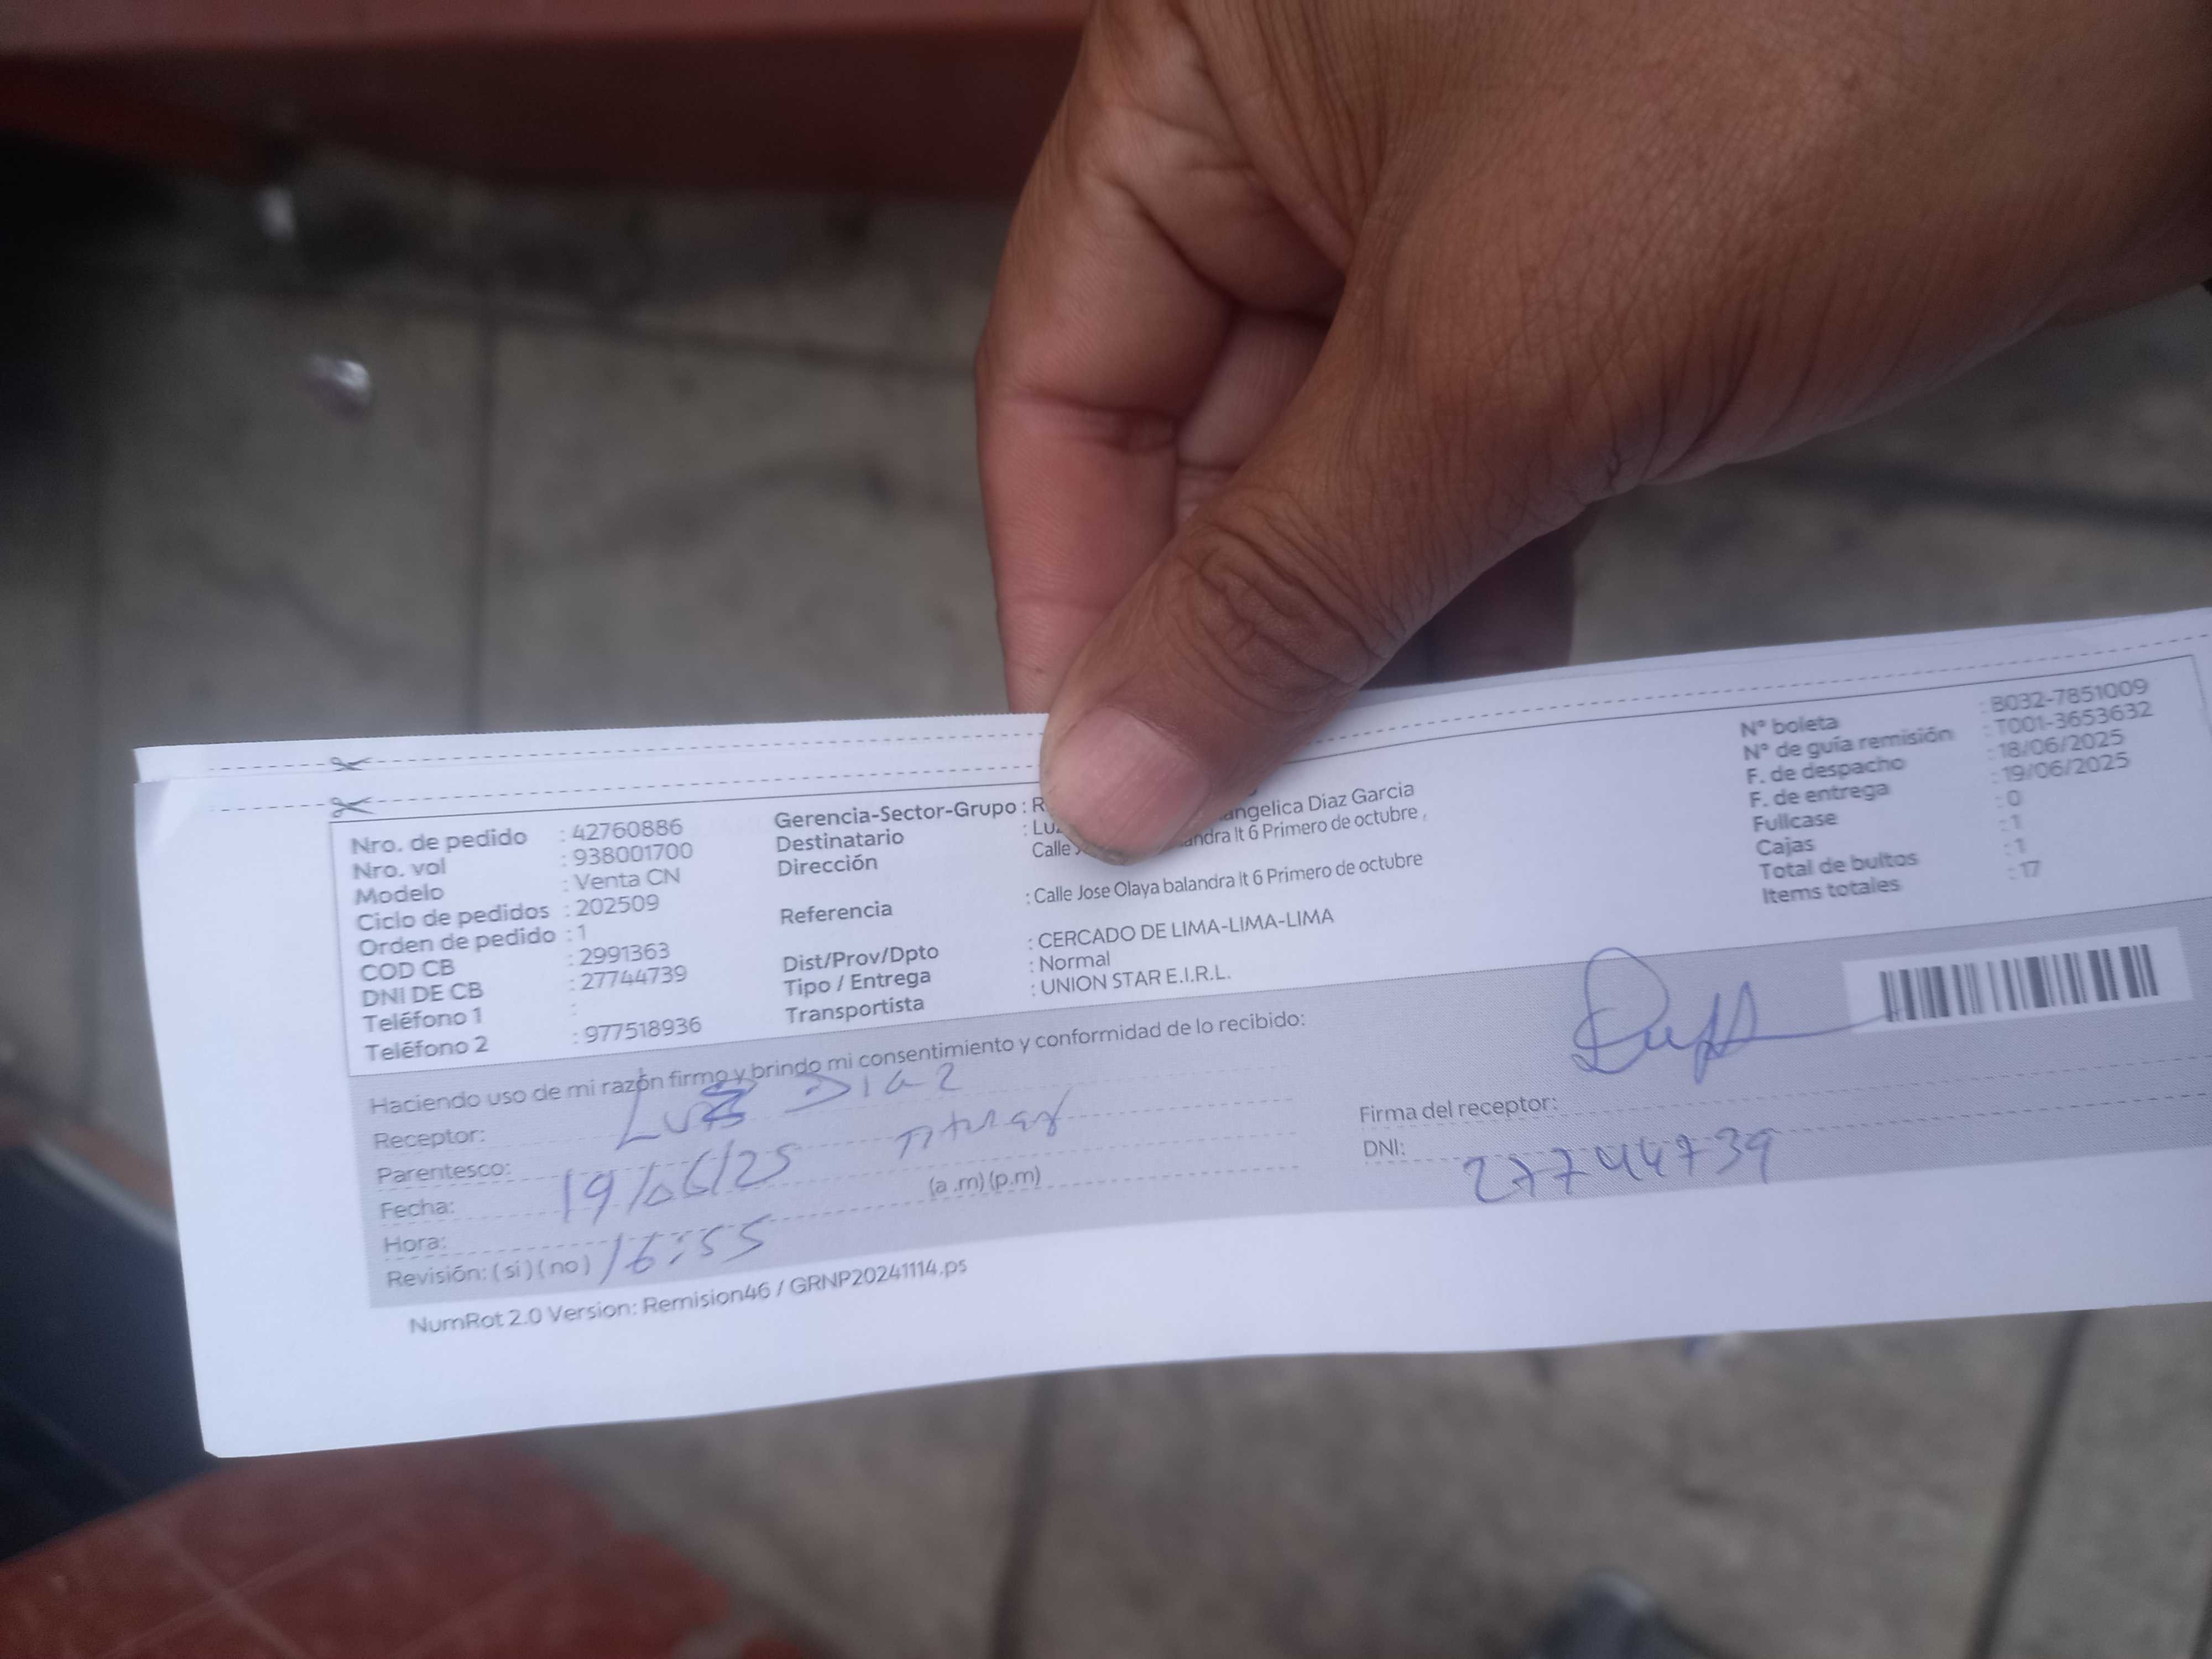 Nro. de pedido : 42760886
Nro. vol : 938001700
Modelo : Venta CN
Ciclo de pedidos : 202509
Orden de pedido : 1
COD CB : 2991363
DNI DE CB : 27744739
Teléfono 1 :
Teléfono 2 : 977518936
Gerencia-Sector-Grupo : R
Destinatario : Lu angelica Diaz Garcia
Dirección Calle J andra lt 6 Primero de octubre ,
Referencia : Calle Jose Olaya balandra lt 6 Primero de octubre
Dist/Prov/Dpto : CERCADO DE LIMA-LIMA-LIMA
Tipo / Entrega : Normal
Transportista : UNION STAR E.I.R.L.
N° boleta : B032-7851009
N° de guía remisión : T001-3653632
F. de despacho : 18/06/2025
F. de entrega : 19/06/2025
Fullcase : 0
Cajas : 1
Total de bultos : 1
Items totales : 17
Haciendo uso de mi razón firmo y brindo mi consentimiento y conformidad de lo recibido:
Receptor: Luz Diaz
Parentesco:
Fecha: 19/06/25
Hora: (a .m) (p.m)
Revisión: ( si ) ( no ) 16:55
Firma del receptor:
DNI: 27744739
NumRot 2.0 Version: Remision46 / GRNP20241114.ps